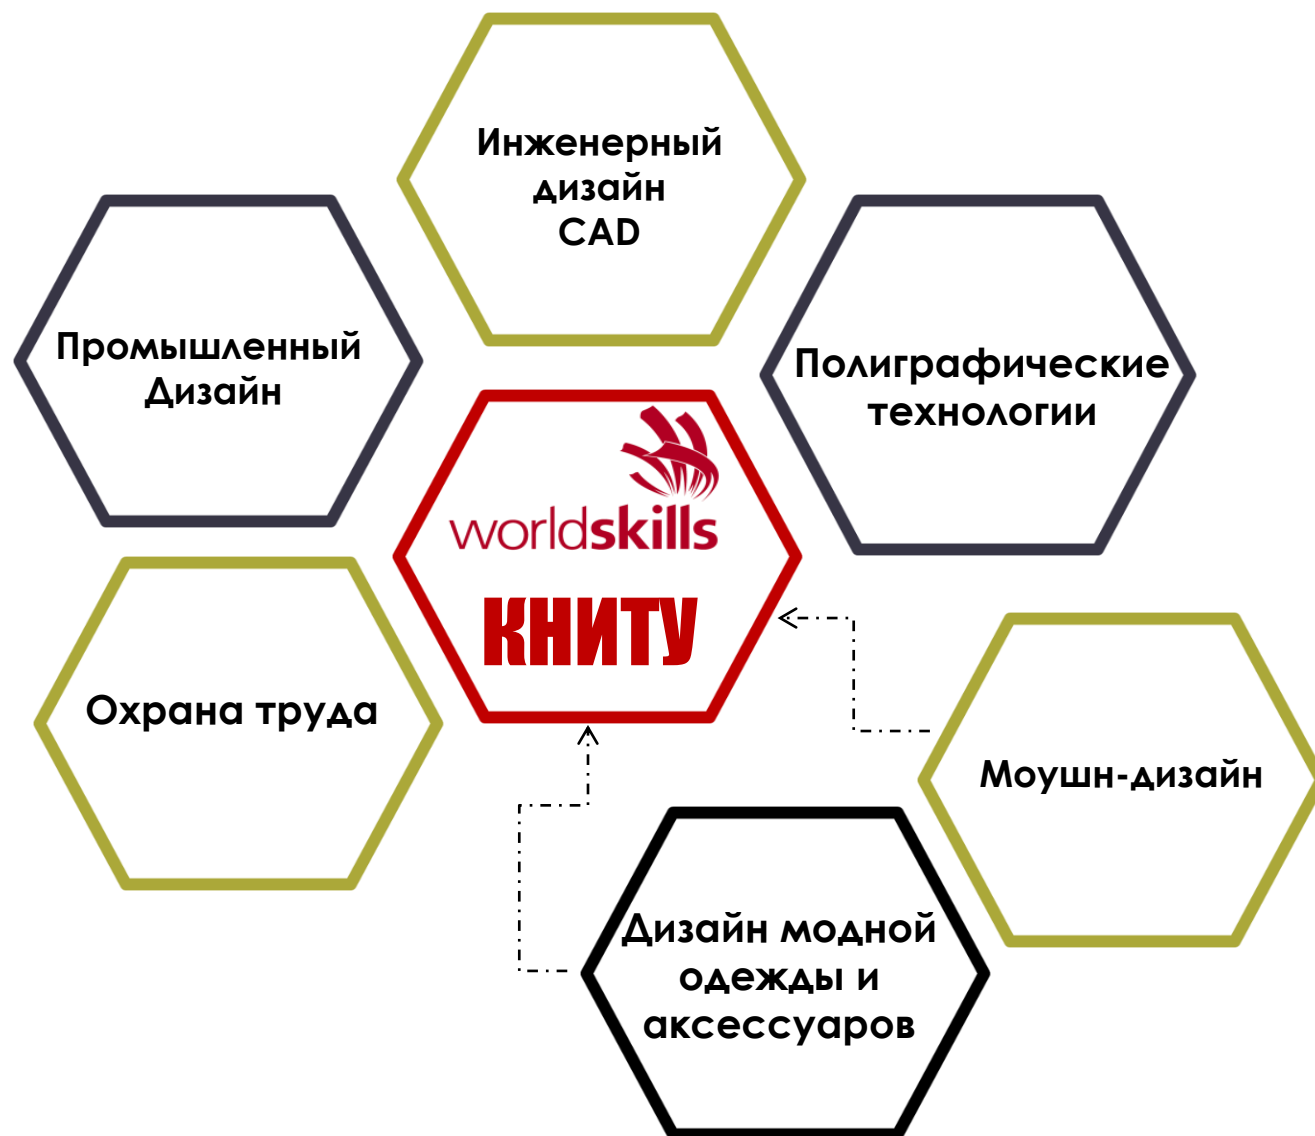 Инженерный
дизайн
CAD
Промышленный
Дизайн
Полиграфические
технологии
worldskills
КНИТУ
Охрана труда
Моушн-дизайн
Дизайн модной
одежды и
аксессуаров